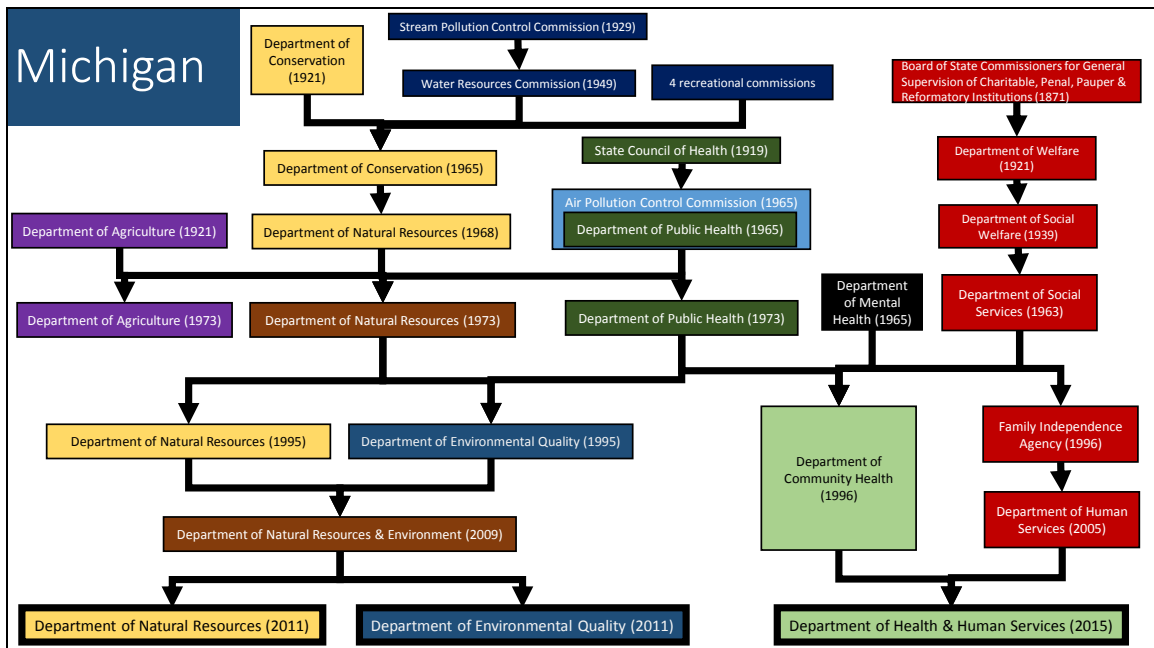 Michigan
Department of
Conservation
(1921)
Stream Pollution Control Commission (1929)
Water Resources Commission (1949)
4 recreational commissions
Board of State Commissioners for General
Supervision of Charitable, Penal, Pauper &
Reformatory Institutions (1871)
Department of Conservation (1965)
State Council of Health (1919)
Department of Welfare
(1921)
Department of Agriculture (1921)
Department of Natural Resources (1968)
Air Pollution Control Commission (1965)
Department of Public Health (1965)
Department of Social
Welfare (1939)
Department of Agriculture (1973)
Department of Natural Resources (1973)
Department of Public Health (1973)
Department
of Mental
Health (1965)
Department of Social
Services (1963)
Department of Natural Resources (1995)
Department of Environmental Quality (1995)
Department of
Community Health
(1996)
Family Independence
Agency (1996)
Department of Natural Resources & Environment (2009)
Department of Human
Services (2005)
Department of Natural Resources (2011)
Department of Environmental Quality (2011)
Department of Health & Human Services (2015)